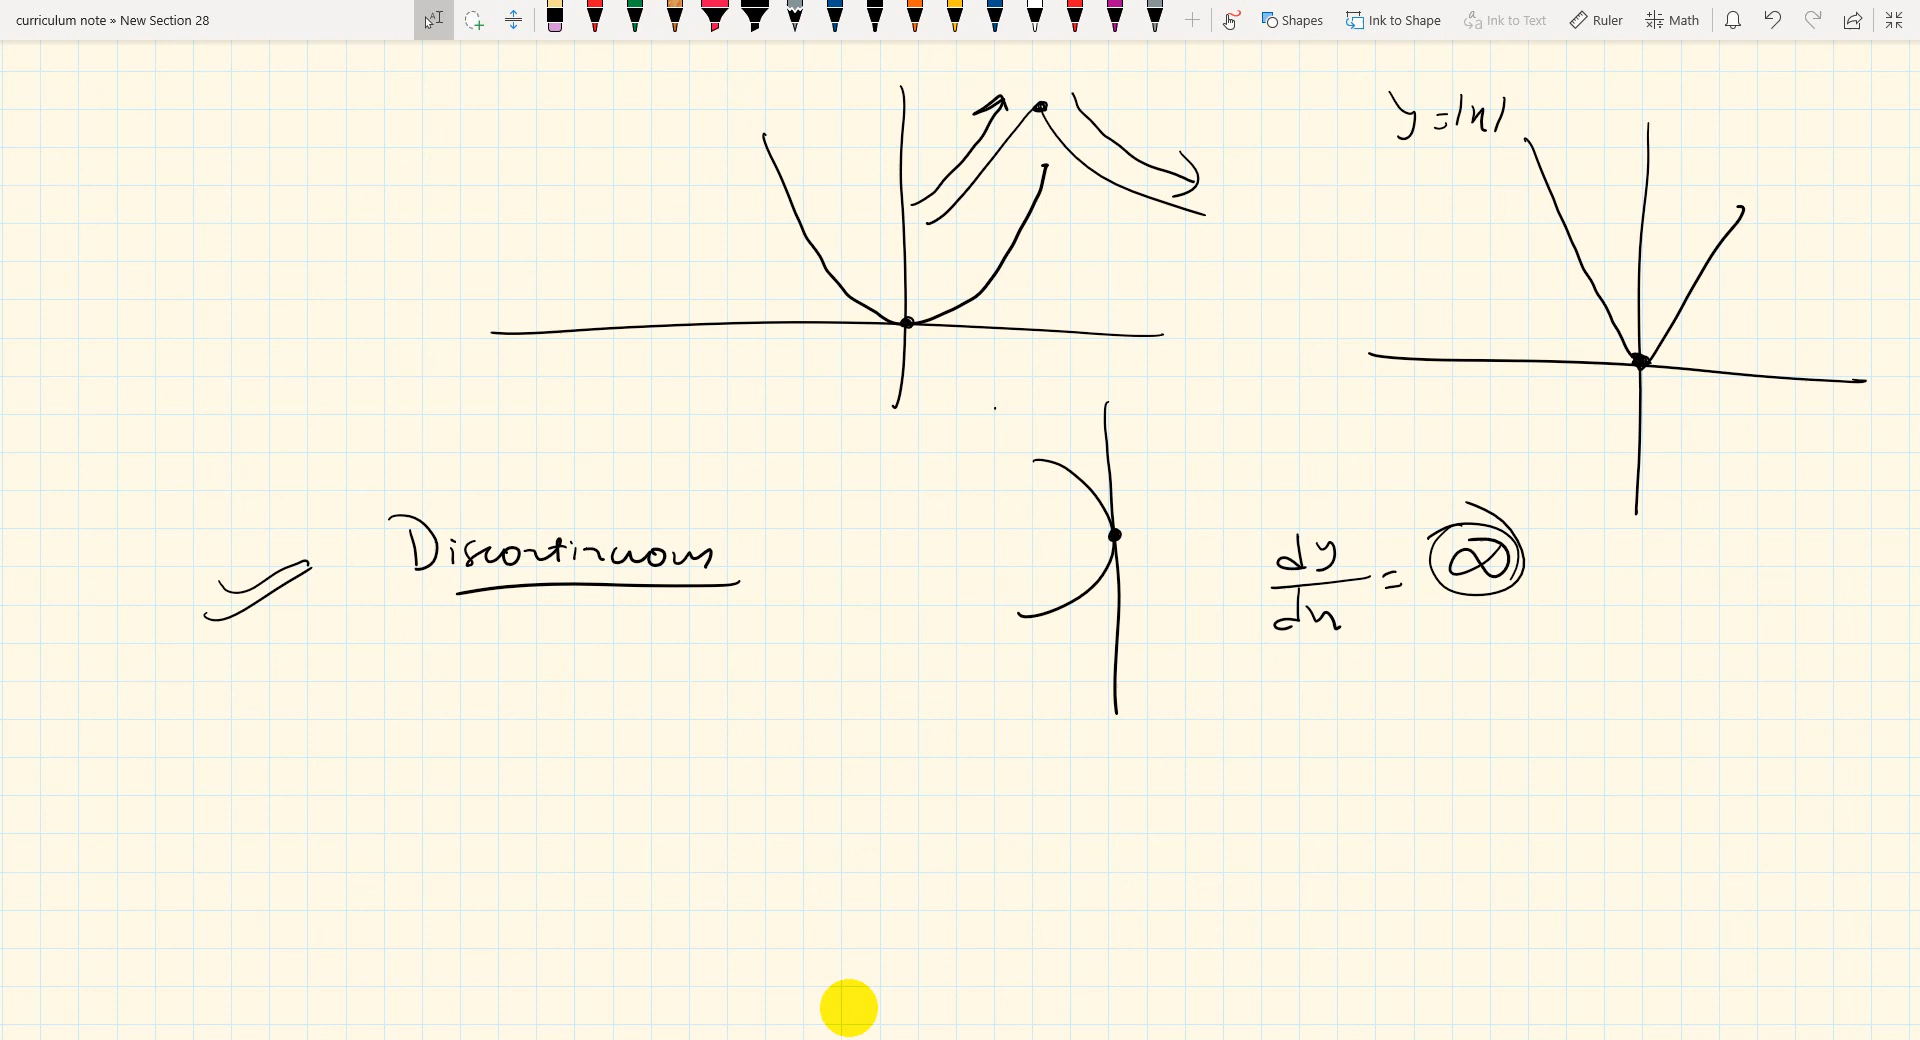 curriculum note » New Section 28
Shapes
Ink to Shape
Ink to Text
Ruler
Math
y = |x|
Discontinuous
dy/dx = ∞